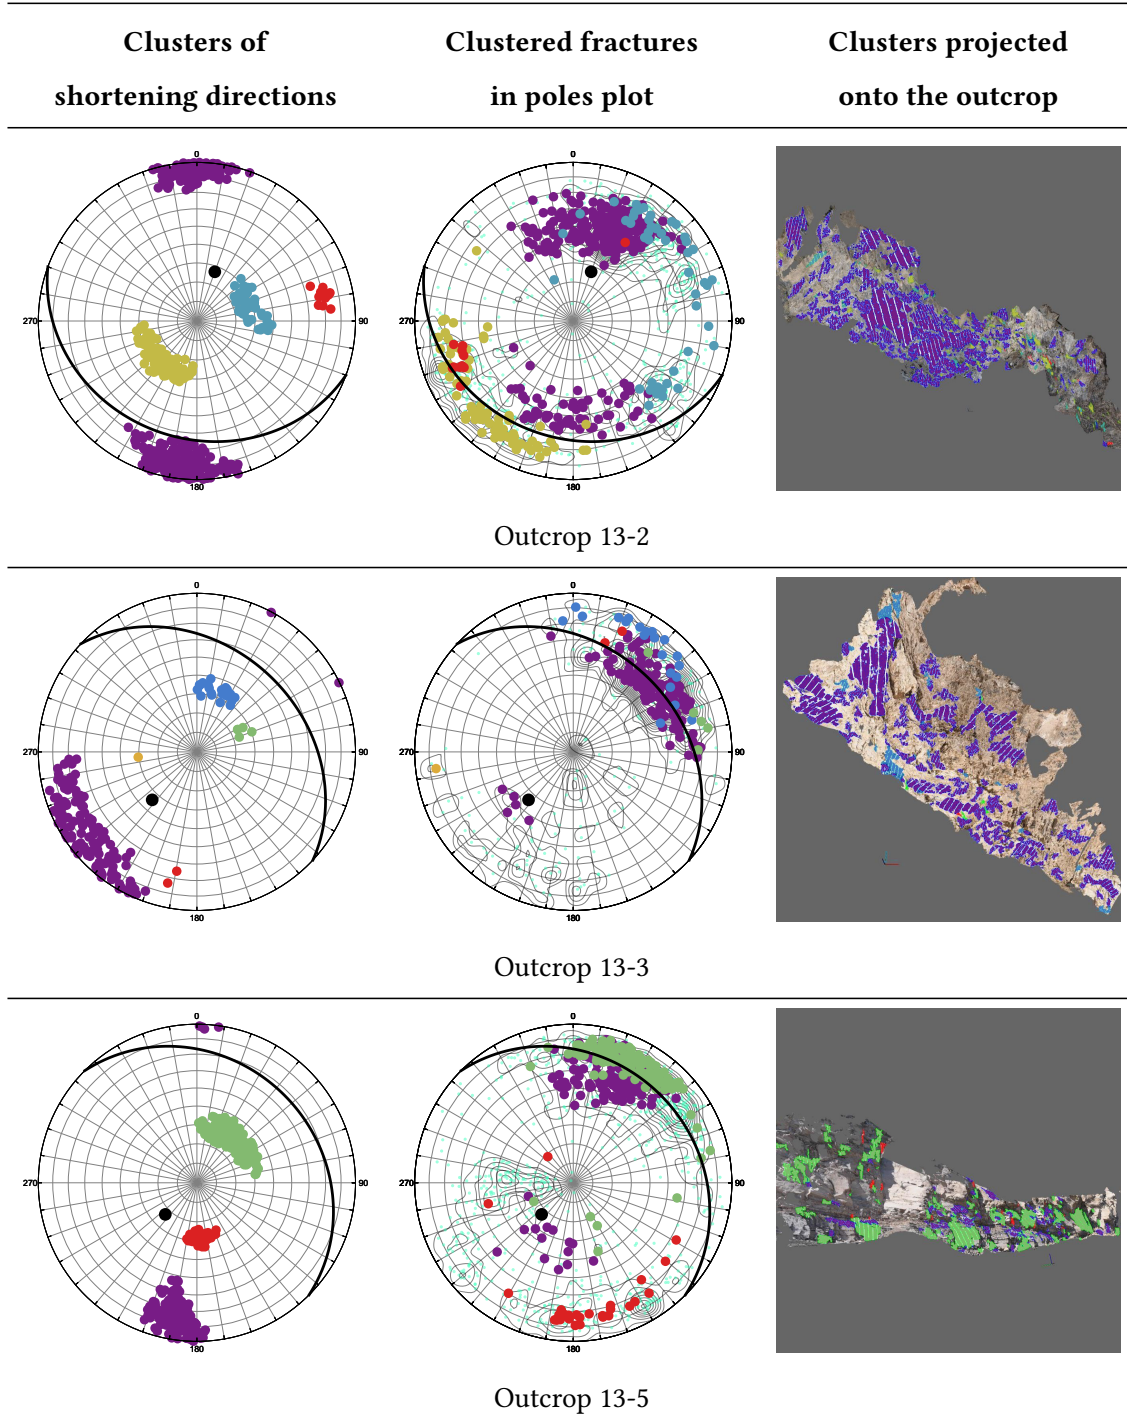 Clusters of
shortening directions
Clustered fractures
in poles plot
Clusters projected
onto the outcrop
0
270
90
180
0
270
90
180
Outcrop 13-2
0
270
90
180
0
270
90
180
Outcrop 13-3
0
270
90
180
0
270
90
180
Outcrop 13-5